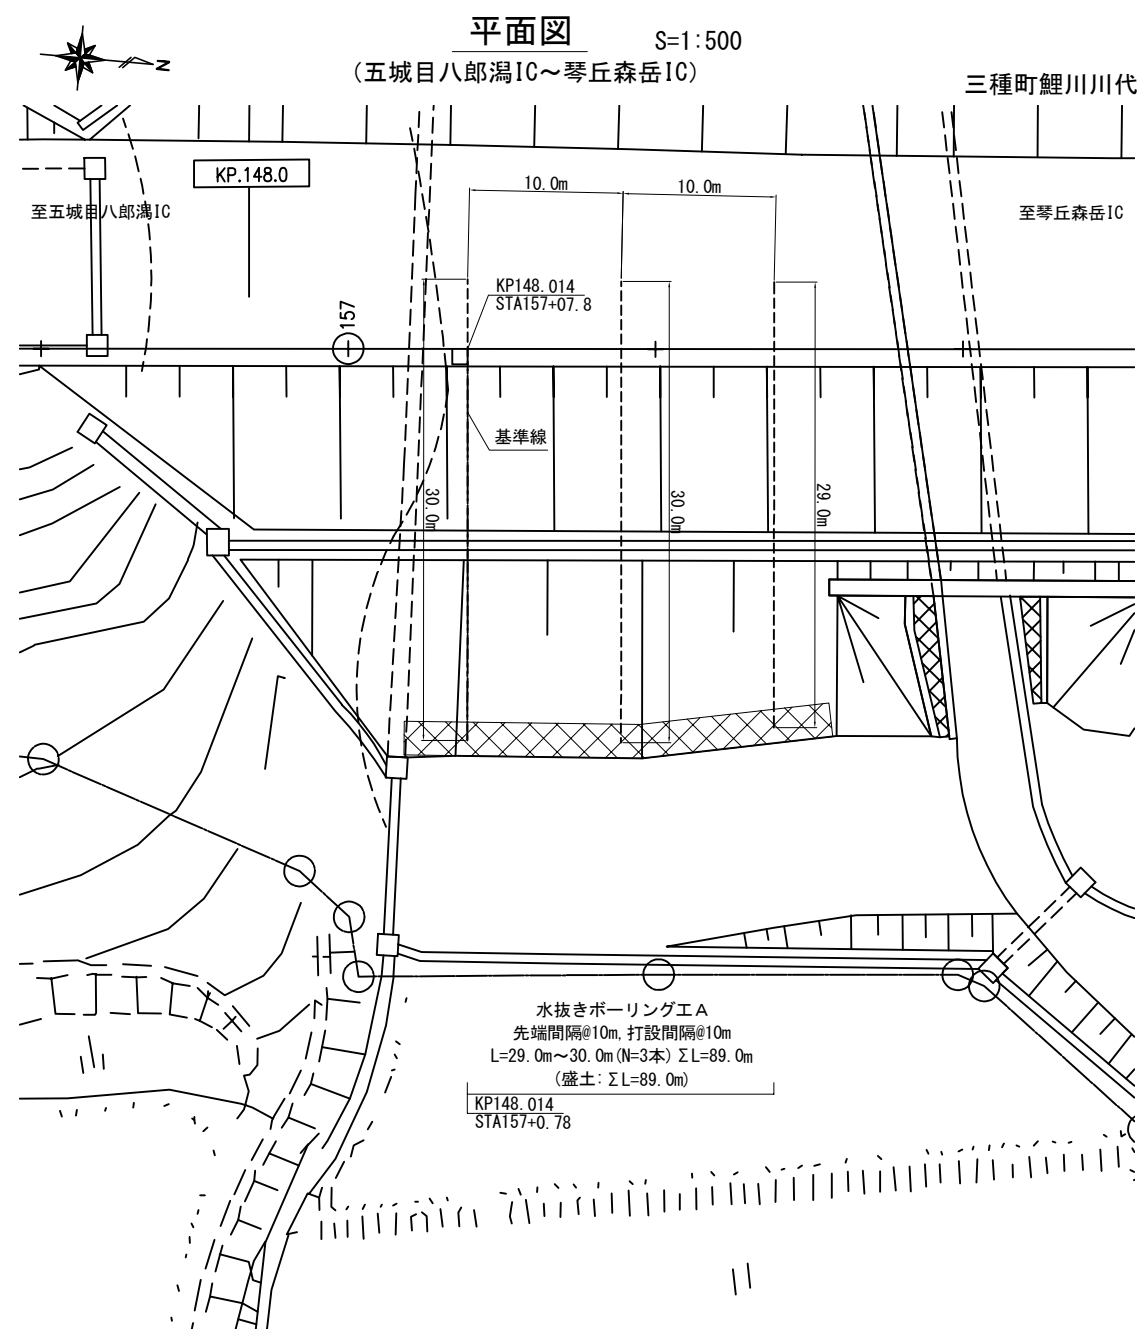 平面図 S=1:500
(五城目八郎潟IC～琴丘森岳IC)
三種町鯉川川代
N
KP.148.0
10.0m
10.0m
至五城目八郎潟IC
至琴丘森岳IC
KP148.014
STA157+07.8
157
基準線
30.0m
30.0m
29.0m
水抜きボーリング工A
先端間隔@10m,打設間隔@10m
L=29.0m～30.0m(N=3本) ΣL=89.0m
(盛土:ΣL=89.0m)
KP148.014
STA157+0.78